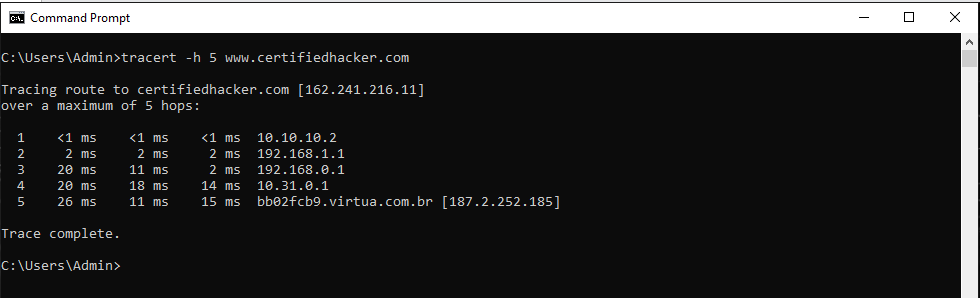 Command Prompt
C:\Users\Admin>tracert -h 5 www.certifiedhacker.com
Tracing route to certifiedhacker.com [162.241.216.11]
over a maximum of 5 hops:
1 <1 ms <1 ms <1 ms 10.10.10.2
2 2 ms 2 ms 2 ms 192.168.1.1
3 20 ms 11 ms 2 ms 192.168.0.1
4 20 ms 18 ms 14 ms 10.31.0.1
5 26 ms 11 ms 15 ms bb02fcb9.virtua.com.br [187.2.252.185]
Trace complete.
C:\Users\Admin>